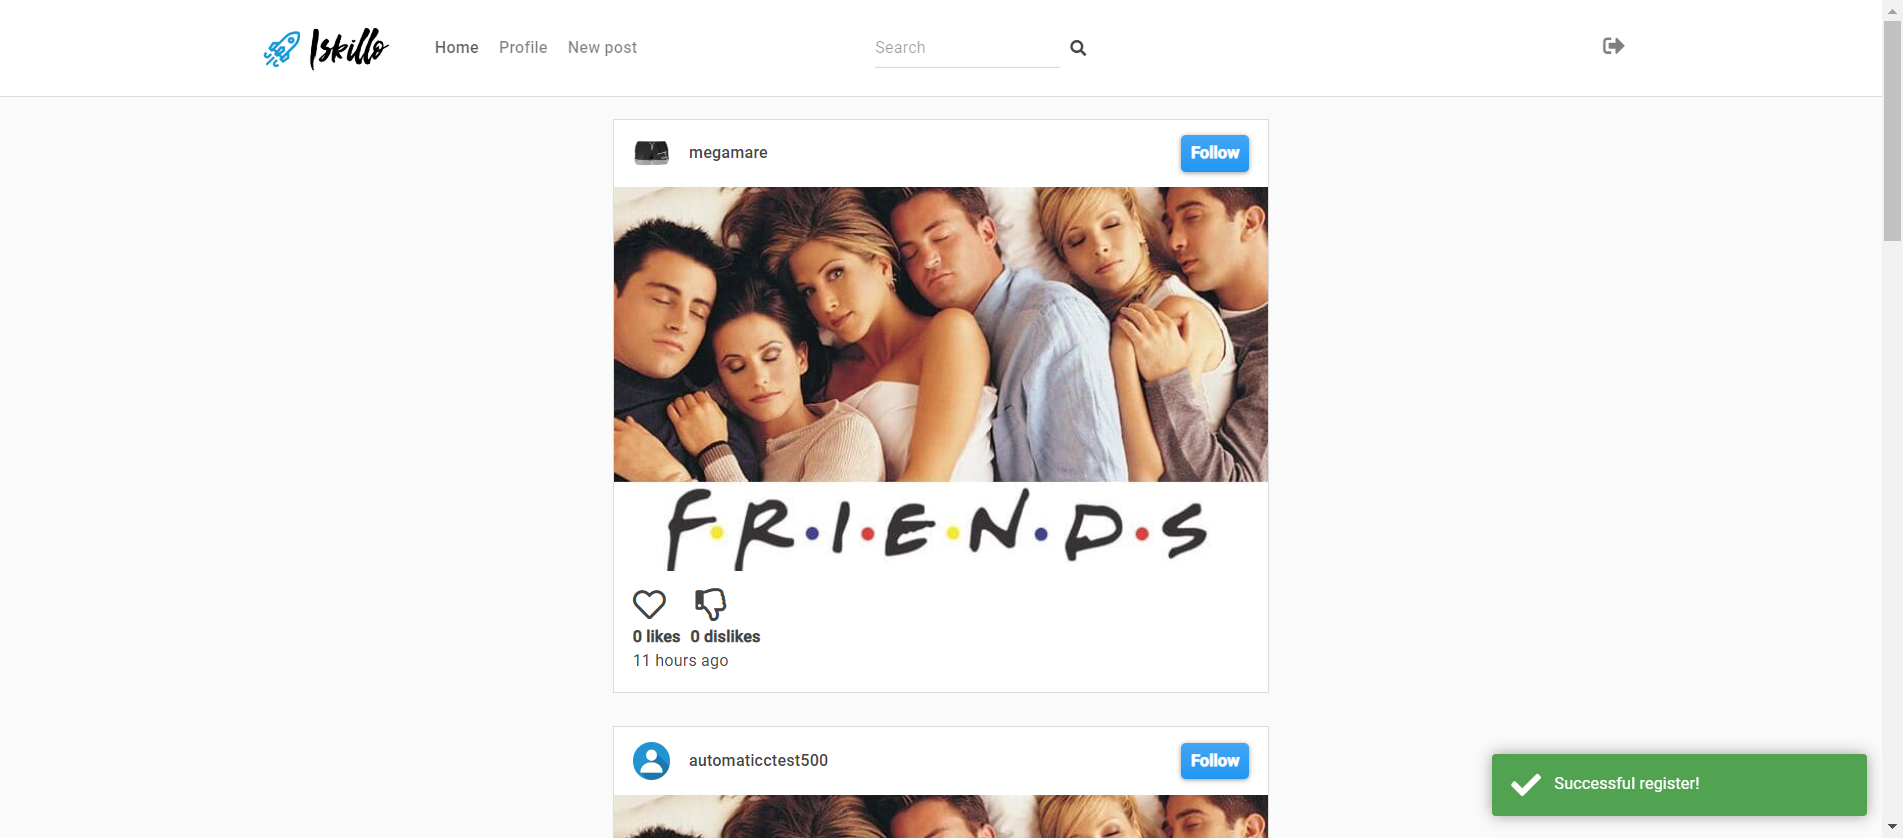 Iskillo
Home Profile New post
Search
megamare
Follow
F·R·I·E·N·D·S
0 likes 0 dislikes
11 hours ago
automaticctest500
Follow
Successful register!